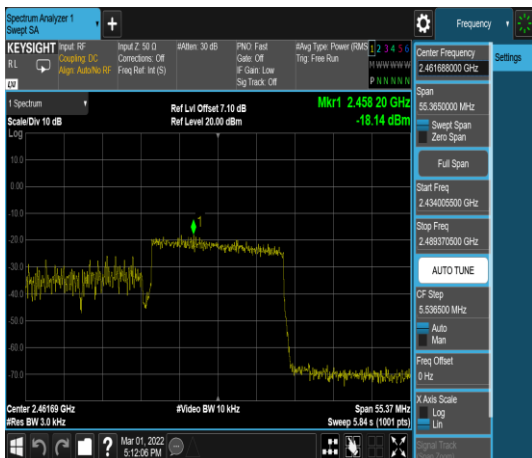 Spectrum Analyzer 1
Swept SA
Frequency
KEYSIGHT
RL
Input: RF
Coupling: DC
Align: Auto/No RF
Input Z: 50 Ω
Corrections: Off
Freq Ref: Int (S)
#Atten: 30 dB
PNO: Fast
Gate: Off
IF Gain: Low
Sig Track: Off
#Avg Type: Power (RMS
Trig: Free Run
1 2 3 4 5 6
M W W W W W
P N N N N N
Settings
1 Spectrum
Scale/Div 10 dB
Ref Lvl Offset 7.10 dB
Ref Level 20.00 dBm
Mkr1 2.458 20 GHz
-18.14 dBm
Log
10.0
0.00
-10.0
-20.0
-30.0
-40.0
-50.0
-60.0
-70.0
1
Center 2.46169 GHz
#Res BW 3.0 kHz
#Video BW 10 kHz
Span 55.37 MHz
Sweep 5.84 s (1001 pts)
Mar 01, 2022
5:12:06 PM
Center Frequency
2.461688000 GHz
Span
55.3650000 MHz
Swept Span
Zero Span
Full Span
Start Freq
2.434005500 GHz
Stop Freq
2.489370500 GHz
AUTO TUNE
CF Step
5.536500 MHz
Auto
Man
Freq Offset
0 Hz
X Axis Scale
Log
Lin
Signal Track